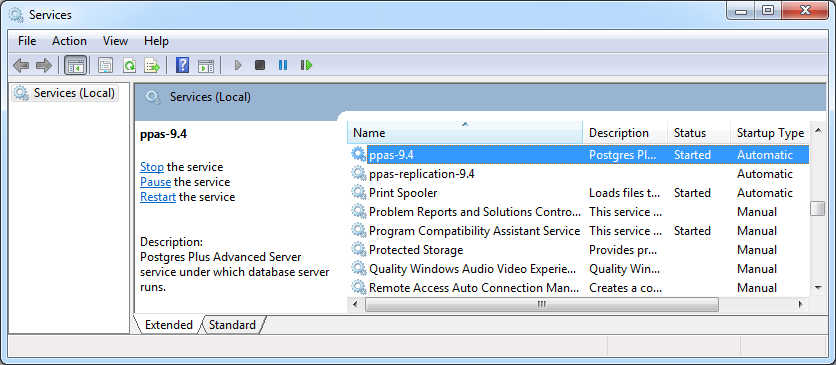 Services
File Action View Help
Services (Local)
Services (Local)
ppas-9.4
Stop the service
Pause the service
Restart the service
Description:
Postgres Plus Advanced Server
service under which database server
runs.
Name Description Status Startup Type
ppas-9.4 Postgres Pl... Started Automatic
ppas-replication-9.4 Automatic
Print Spooler Loads files t... Started Automatic
Problem Reports and Solutions Contro... This service ... Manual
Program Compatibility Assistant Service This service ... Started Manual
Protected Storage Provides pr... Manual
Quality Windows Audio Video Experie... Quality Win... Manual
Remote Access Auto Connection Man... Creates a co... Manual
Extended Standard